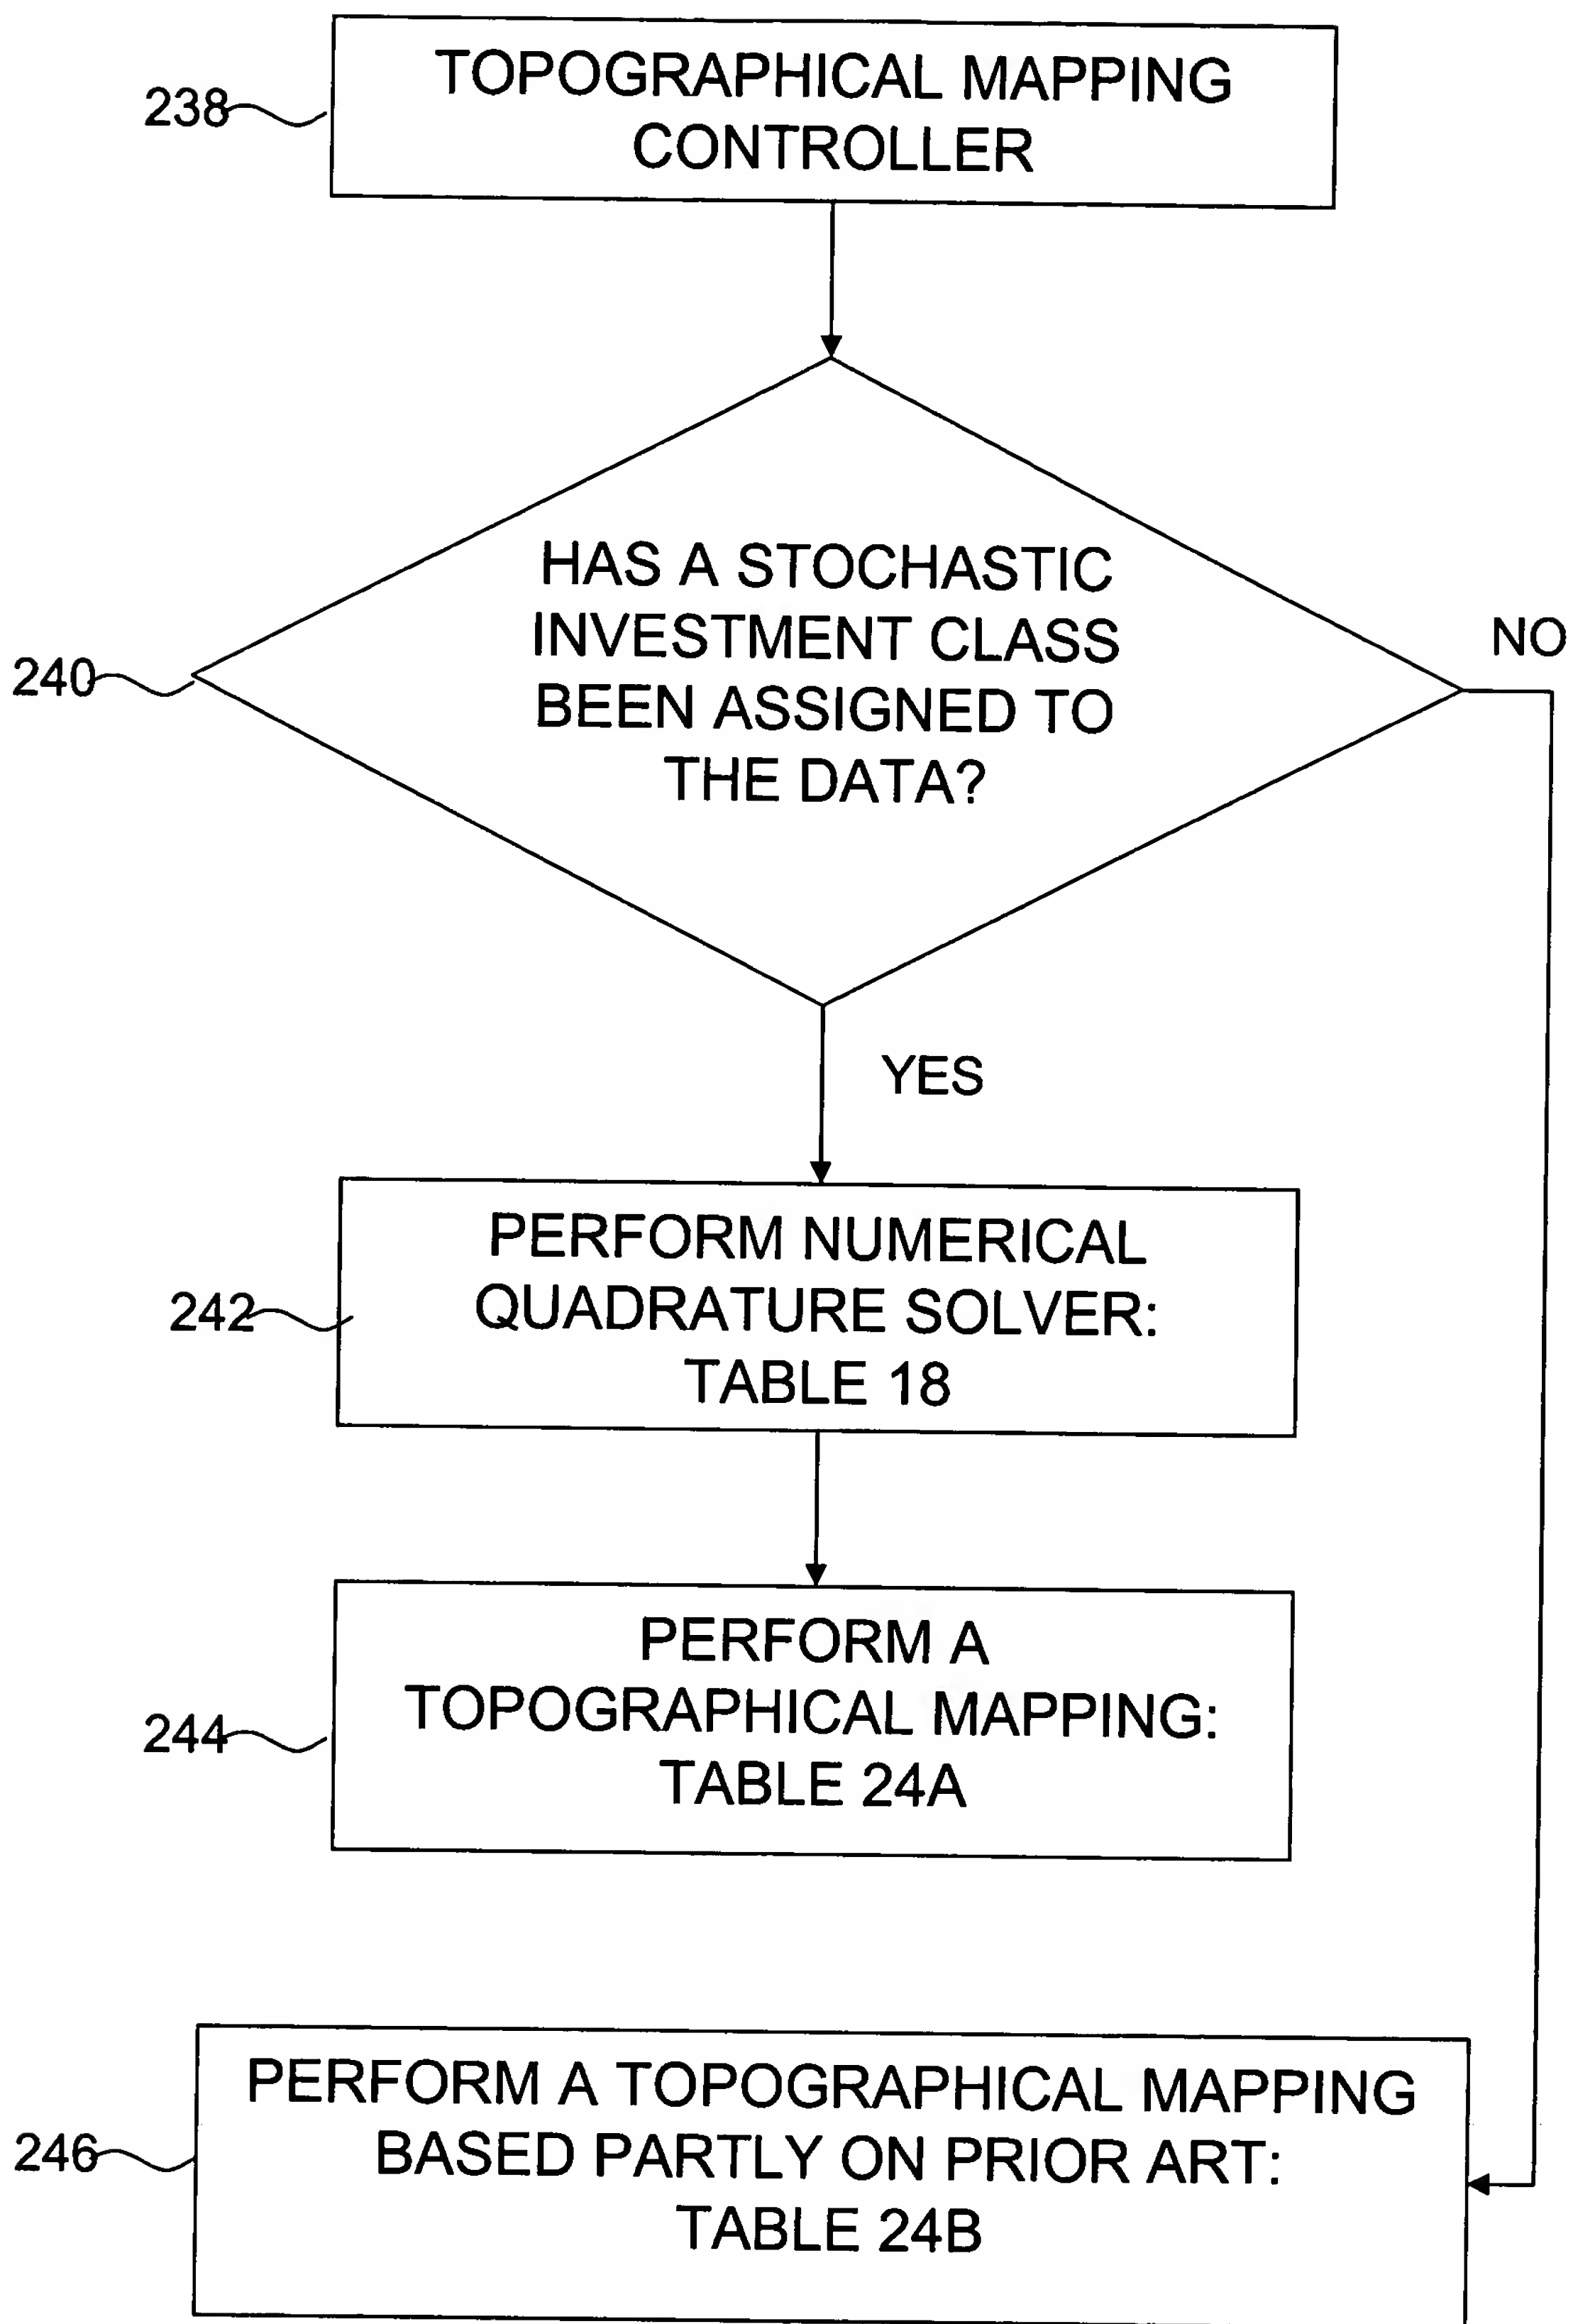 TOPOGRAPHICAL MAPPING
CONTROLLER
238
HAS A STOCHASTIC
INVESTMENT CLASS
BEEN ASSIGNED TO
THE DATA?
240
NO
YES
PERFORM NUMERICAL
QUADRATURE SOLVER:
TABLE 18
242
PERFORM A
TOPOGRAPHICAL MAPPING:
TABLE 24A
244
PERFORM A TOPOGRAPHICAL MAPPING
BASED PARTLY ON PRIOR ART:
TABLE 24B
246